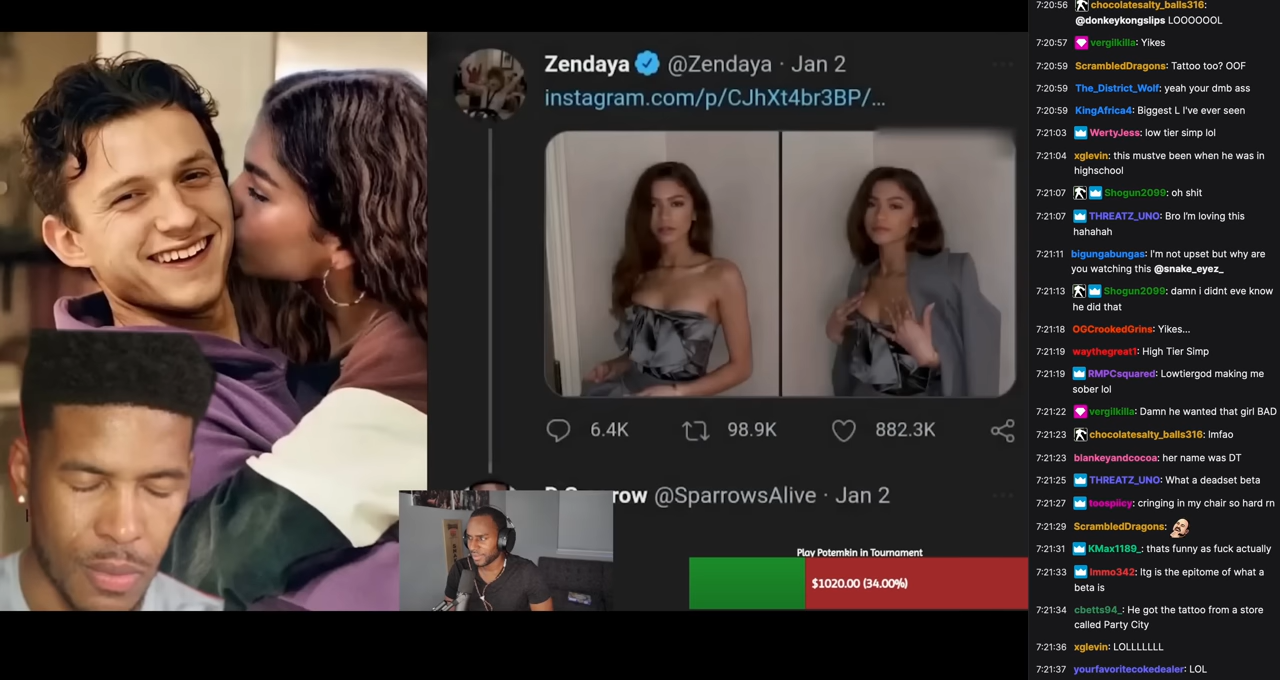 Zendaya @Zendaya · Jan 2
instagram.com/p/CJhXt4br3BP/...
6.4K 98.9K 882.3K
row @SparrowsAlive · Jan 2
Play Potemkin in Tournament
$1020.00 (34.00%)
7:20:56 chocolatesalty_balls316:
@donkeykongslips LOOOOOOL
7:20:57 vergilkilla: Yikes
7:20:59 ScrambledDragons: Tattoo too? OOF
7:20:59 The_District_Wolf: yeah your dmb ass
7:20:59 KingAfrica4: Biggest L I've ever seen
7:21:03 WertyJess: low tier simp lol
7:21:04 xglevin: this mustve been when he was in
highschool
7:21:07 Shogun2099: oh shit
7:21:07 THREATZ_UNO: Bro I'm loving this
hahahah
7:21:11 bigungabungas: I'm not upset but why are
you watching this @snake_eyez_
7:21:13 Shogun2099: damn i didnt eve know
he did that
7:21:18 OGCrookedGrins: Yikes...
7:21:19 waythegreat1: High Tier Simp
7:21:19 RMPCsquared: Lowtiergod making me
sober lol
7:21:22 vergilkilla: Damn he wanted that girl BAD
7:21:23 chocolatesalty_balls316: lmfao
7:21:23 blankeyandcocoa: her name was DT
7:21:25 THREATZ_UNO: What a deadset beta
7:21:27 toospiicy: cringing in my chair so hard rn
7:21:29 ScrambledDragons:
7:21:31 KMax1189_: thats funny as fuck actually
7:21:33 Immo342: ltg is the epitome of what a
beta is
7:21:34 cbetts94_: He got the tattoo from a store
called Party City
7:21:36 xglevin: LOLLLLLLL
7:21:37 yourfavoritecokedealer: LOL